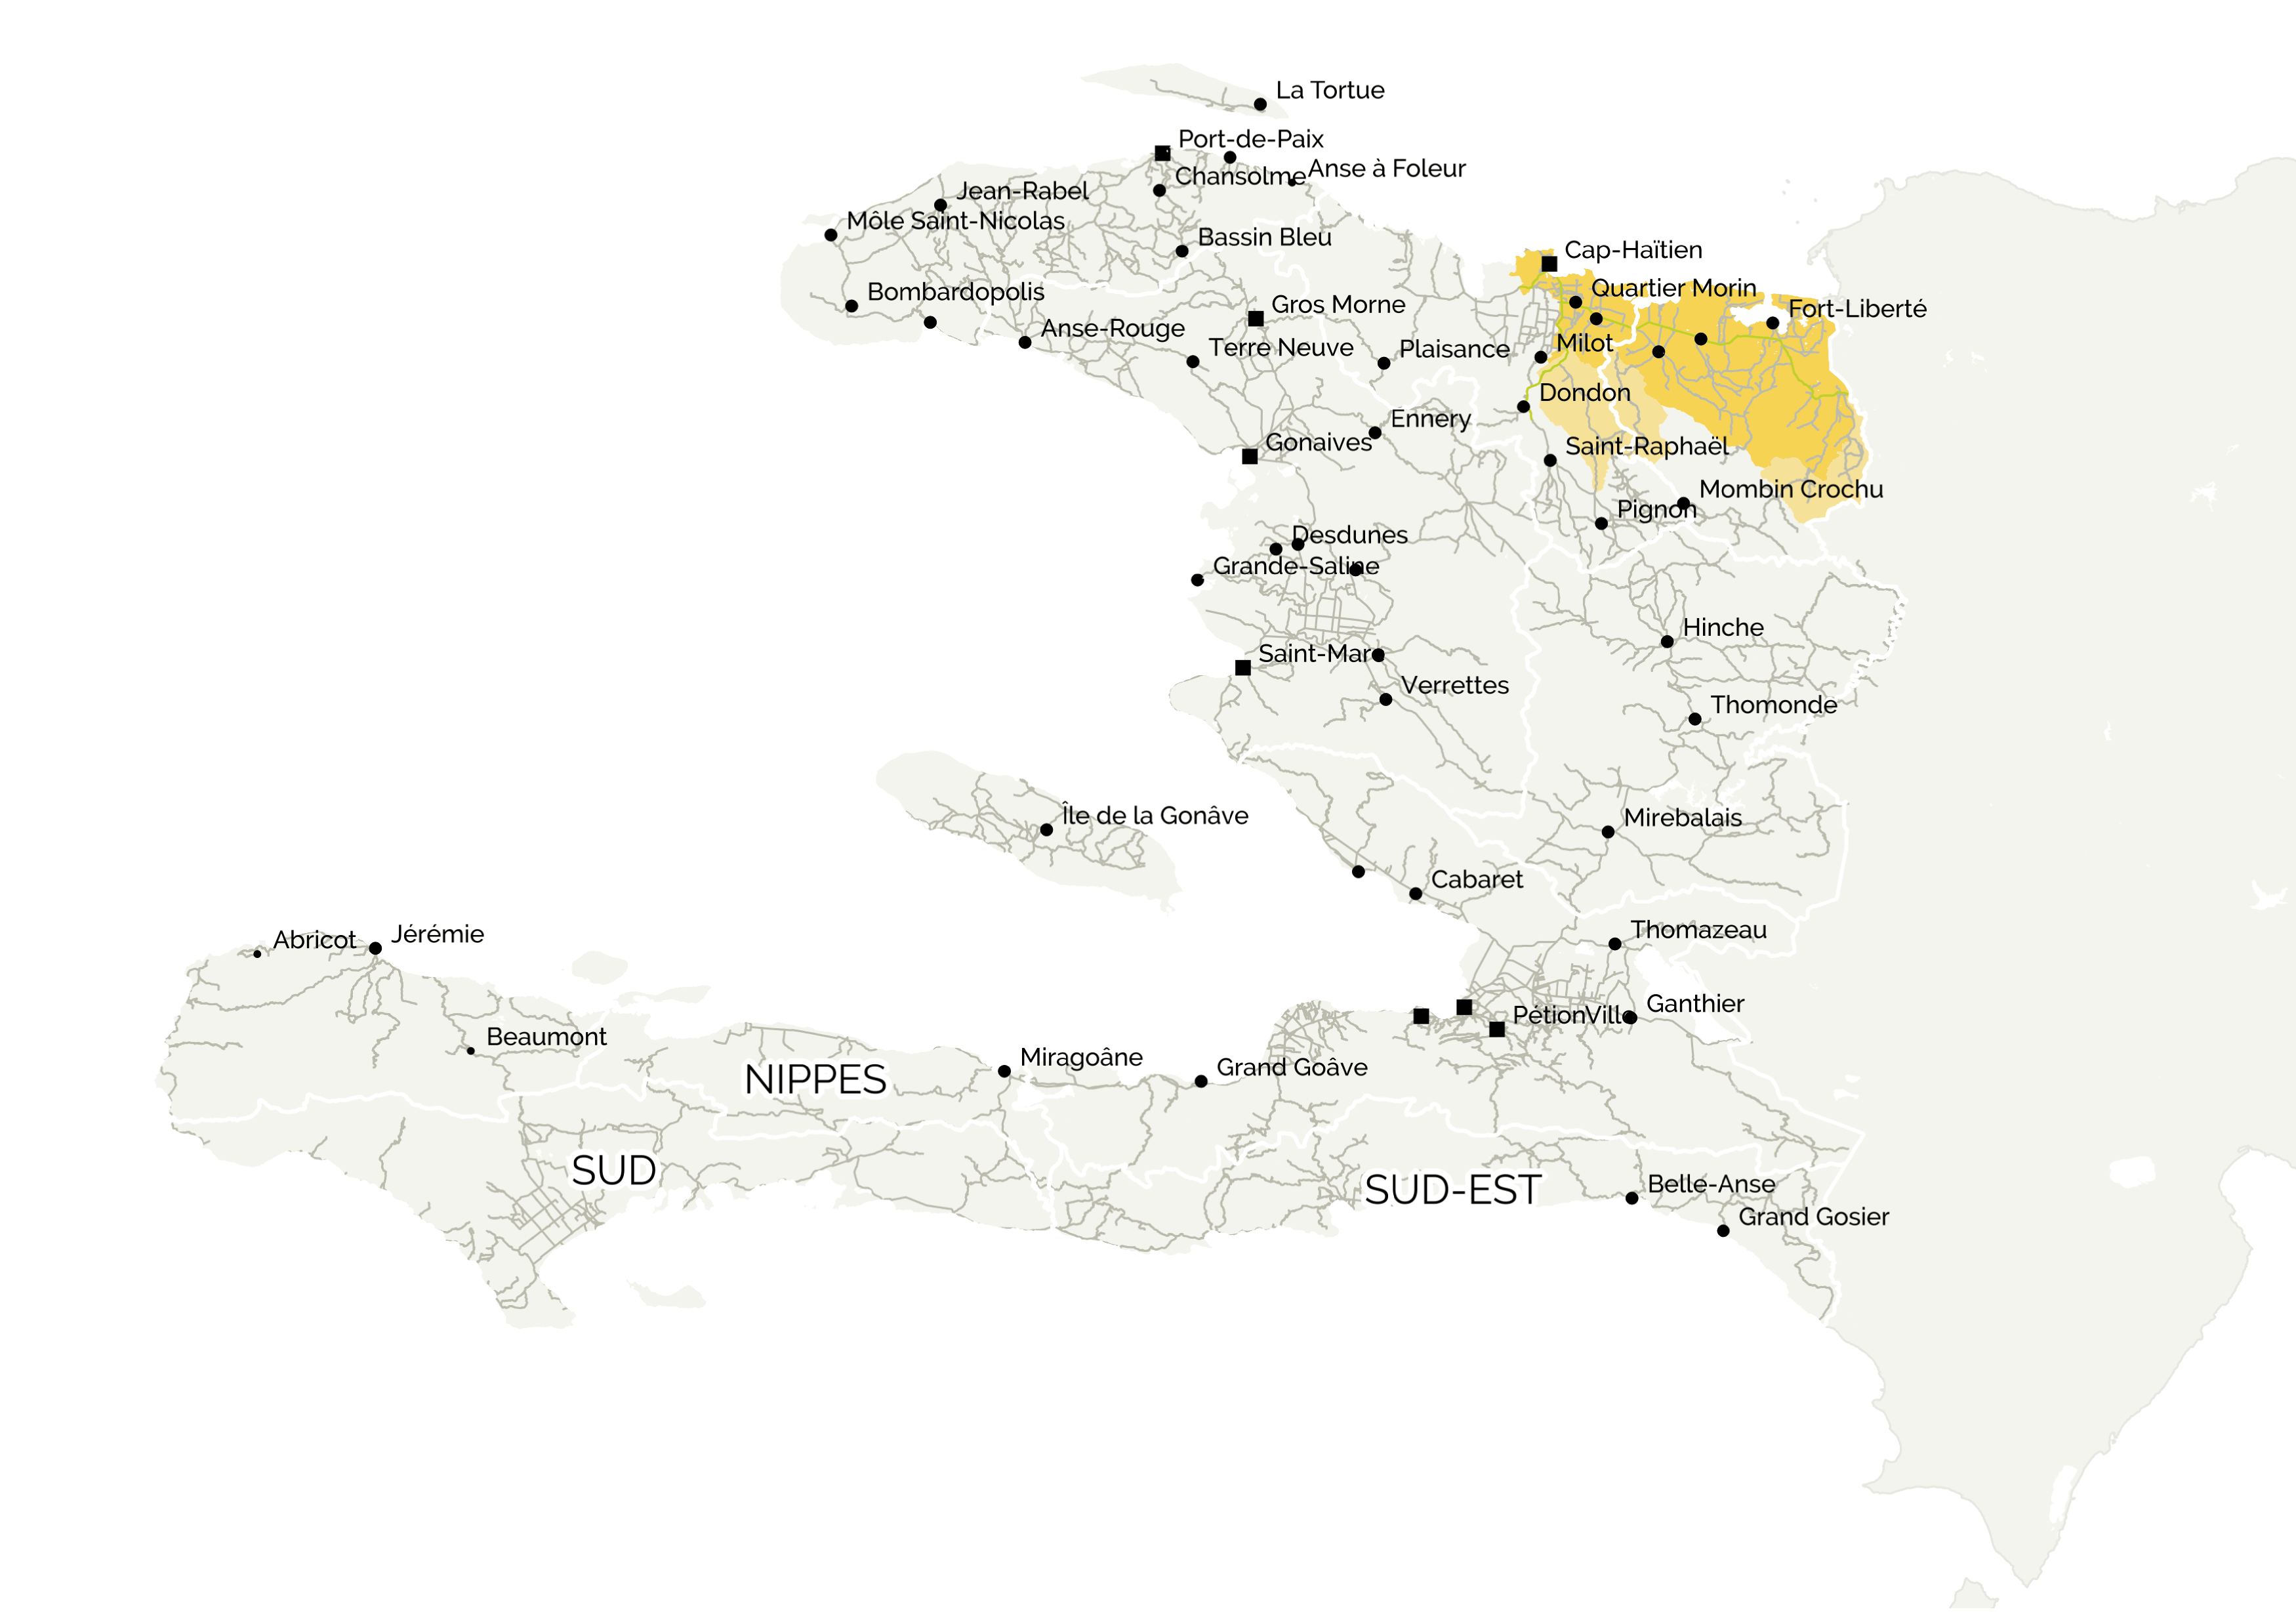 La Tortue
Port-de-Paix
Anse à Foleur
Chansolme
Jean-Rabel
Môle Saint-Nicolas
Bassin Bleu
Cap-Haïtien
Quartier Morin
Bombardopolis
Gros Morne
Fort-Liberté
Anse-Rouge
Terre Neuve
Plaisance
Milot
Dondon
Ennery
Gonaives
Saint-Raphaël
Mombin Crochu
Pignon
Desdunes
Grande-Saline
Hinche
Saint-Marc
Verrettes
Thomonde
Île de la Gonâve
Mirebalais
Cabaret
Thomazeau
Abricot
Jérémie
Ganthier
PétionVille
Beaumont
Miragoâne
Grand Goâve
NIPPES
SUD
SUD-EST
Belle-Anse
Grand Gosier